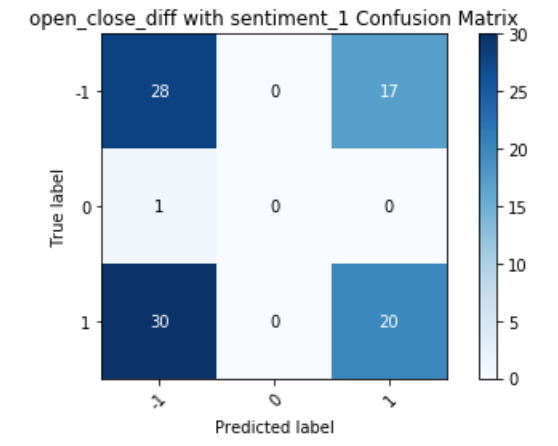 open_close_diff with sentiment_1 Confusion Matrix
True label
-1 28 0 17
0 1 0 0
1 30 0 20
-1 0 1
Predicted label
30
25
20
15
10
5
0